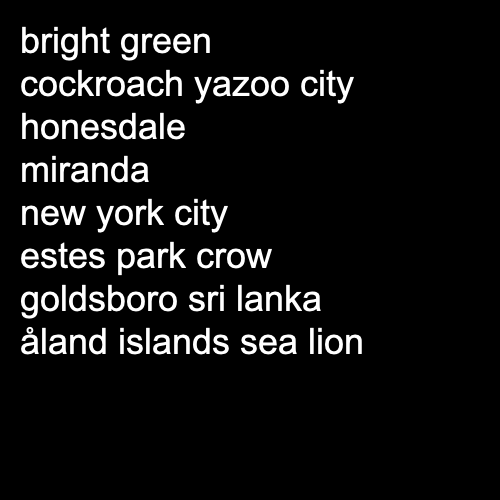 bright green
cockroach yazoo city
honesdale
miranda
new york city
estes park crow
goldsboro sri lanka
åland islands sea lion